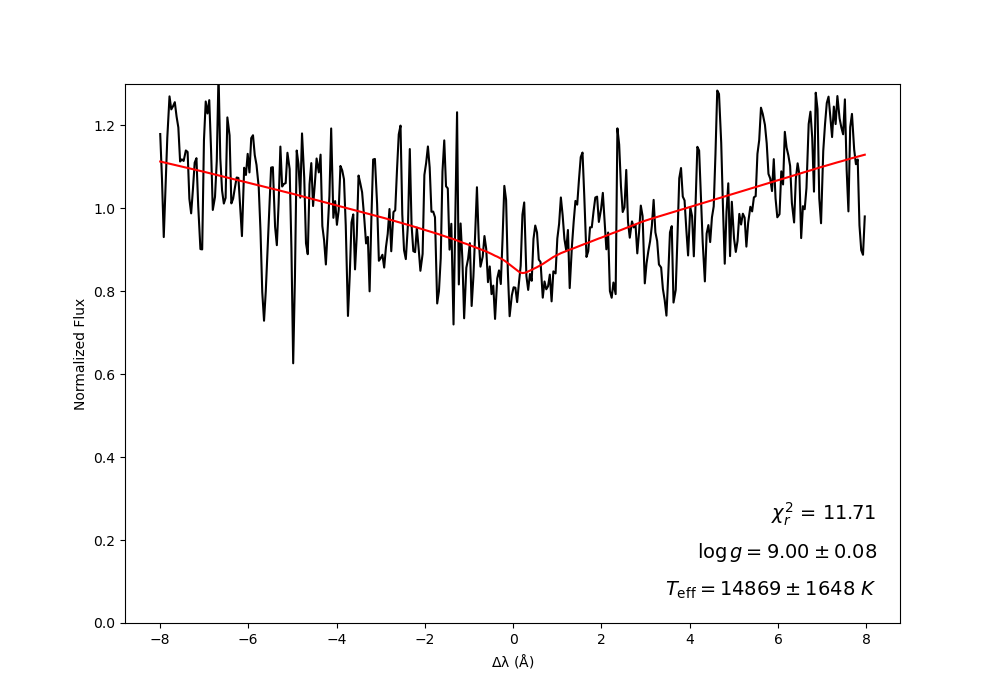 Normalized Flux
1.2
1.0
0.8
0.6
0.4
0.2
0.0
χ²ᵣ = 11.71
log g = 9.00 ± 0.08
T_eff = 14869 ± 1648 K
−8 −6 −4 −2 0 2 4 6 8
Δλ (Å)